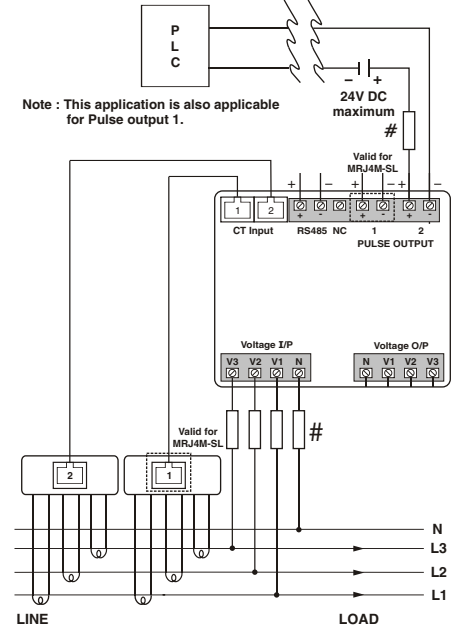 P
L
C
– +
24V DC
maximum
#
Note : This application is also applicable
for Pulse output 1.
Valid for
MRJ4M-SL
+ – + – + –
1 2
+ - + - + -
CT Input RS485 NC 1 2
PULSE OUTPUT
Voltage I/P Voltage O/P
V3 V2 V1 N N V1 V2 V3
Valid for
MRJ4M-SL
#
2 1
N
L3
L2
L1
LINE LOAD